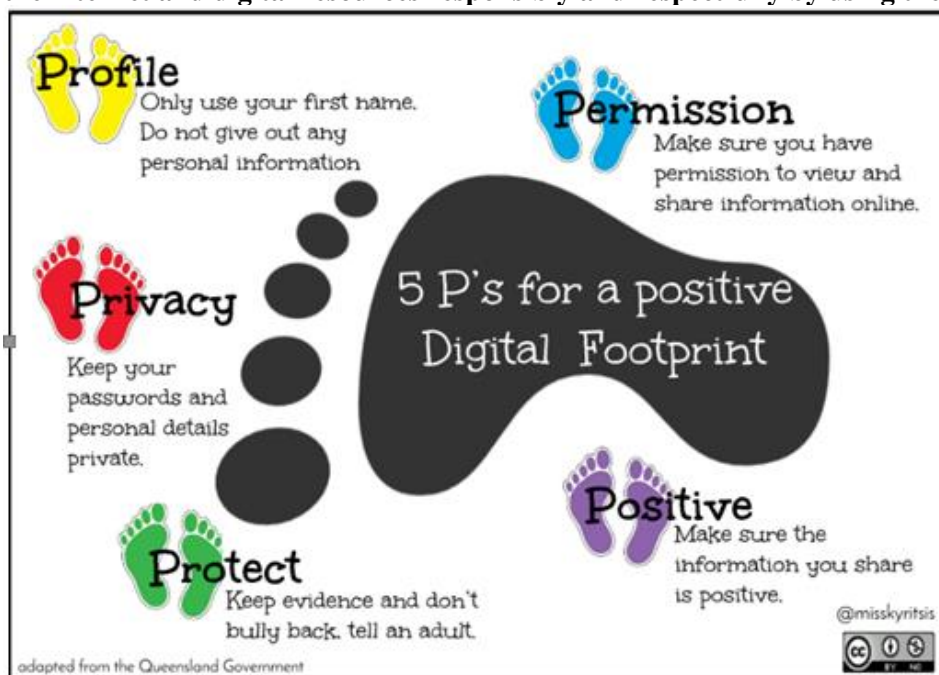 Profile
Only use your first name.
Do not give out any
personal information
Permission
Make sure you have
permission to view and
share information online.
5 P's for a positive
Digital Footprint
Privacy
Keep your
passwords and
personal details
private.
Protect
Keep evidence and don't
bully back. tell an adult.
Positive
Make sure the
information you share
is positive.
@misskyritsis
cc
BY NC
adapted from the Queensland Government